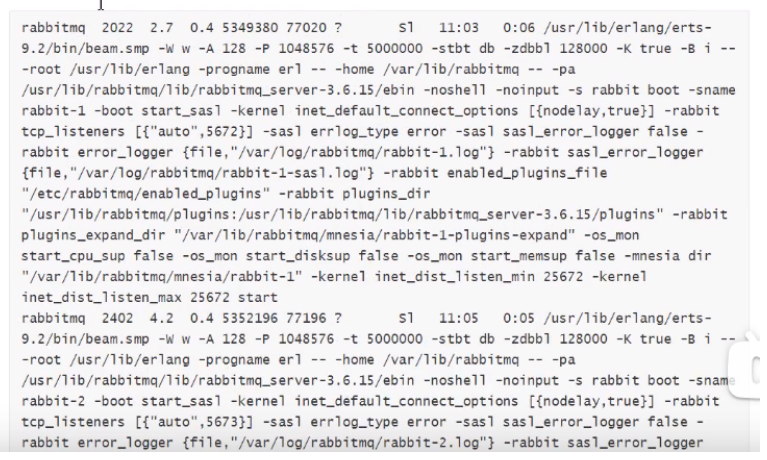 rabbitmq  2022  2.7  0.4 5349380 77020 ?       Sl   11:03   0:06 /usr/lib/erlang/erts-
9.2/bin/beam.smp -W w -A 128 -P 1048576 -t 5000000 -stbt db -zdbbl 128000 -K true -B i --
-root /usr/lib/erlang -progname erl -- -home /var/lib/rabbitmq -- -pa
/usr/lib/rabbitmq/lib/rabbitmq_server-3.6.15/ebin -noshell -noinput -s rabbit boot -sname
rabbit-1 -boot start_sasl -kernel inet_default_connect_options [{nodelay,true}] -rabbit
tcp_listeners [{"auto",5672}] -sasl errlog_type error -sasl sasl_error_logger false -
rabbit error_logger {file,"/var/log/rabbitmq/rabbit-1.log"} -rabbit sasl_error_logger
{file,"/var/log/rabbitmq/rabbit-1-sasl.log"} -rabbit enabled_plugins_file
"/etc/rabbitmq/enabled_plugins" -rabbit plugins_dir
"/usr/lib/rabbitmq/plugins:/usr/lib/rabbitmq/lib/rabbitmq_server-3.6.15/plugins" -rabbit
plugins_expand_dir "/var/lib/rabbitmq/mnesia/rabbit-1-plugins-expand" -os_mon
start_cpu_sup false -os_mon start_disksup false -os_mon start_memsup false -mnesia dir
"/var/lib/rabbitmq/mnesia/rabbit-1" -kernel inet_dist_listen_min 25672 -kernel
inet_dist_listen_max 25672 start
rabbitmq  2402  4.2  0.4 5352196 77196 ?       Sl   11:05   0:05 /usr/lib/erlang/erts-
9.2/bin/beam.smp -W w -A 128 -P 1048576 -t 5000000 -stbt db -zdbbl 128000 -K true -B i --
-root /usr/lib/erlang -progname erl -- -home /var/lib/rabbitmq -- -pa
/usr/lib/rabbitmq/lib/rabbitmq_server-3.6.15/ebin -noshell -noinput -s rabbit boot -sname
rabbit-2 -boot start_sasl -kernel inet_default_connect_options [{nodelay,true}] -rabbit
tcp_listeners [{"auto",5673}] -sasl errlog_type error -sasl sasl_error_logger false -
rabbit error_logger {file,"/var/log/rabbitmq/rabbit-2.log"} -rabbit sasl_error_logger